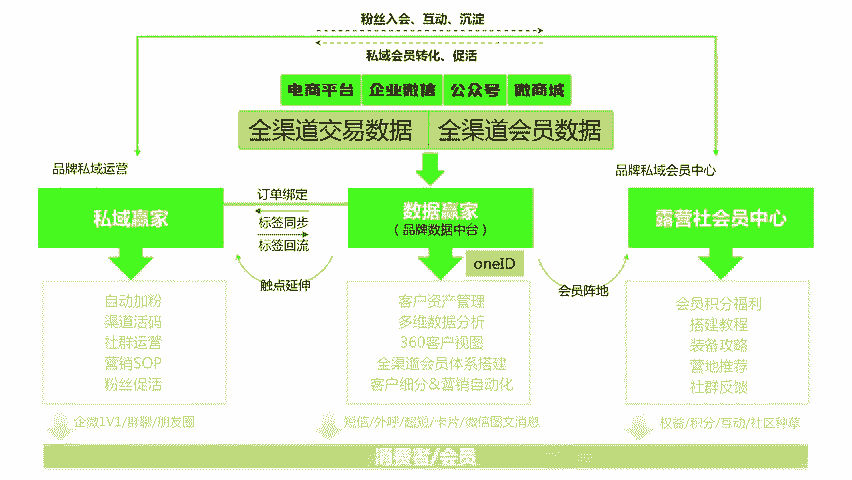 粉丝入会、互动、沉淀
私域会员转化、促活
电商平台 企业微信 公众号 微商城
全渠道交易数据 全渠道会员数据
品牌私域运营
品牌私域会员中心
私域赢家
订单绑定
标签同步
标签回流
触点延伸
数据赢家
(品牌数据中台)
oneID
会员阵地
露营社会员中心
自动加粉
渠道活码
社群运营
营销SOP
粉丝促活
客户资产管理
多维数据分析
360客户视图
全渠道会员体系搭建
客户细分&营销自动化
会员积分福利
搭建教程
装备攻略
营地推荐
社群反馈
企微1V1/群聊/朋友圈
短信/外呼/超短/卡片/微信图文消息
权益/积分/互动/社区种草
消费者/会员